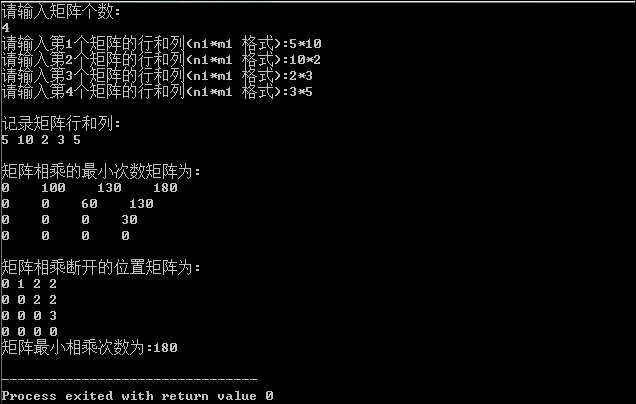 请输入矩阵个数:
4
请输入第1个矩阵的行和列(n1*m1 格式):5*10
请输入第2个矩阵的行和列(n1*m1 格式):10*2
请输入第3个矩阵的行和列(n1*m1 格式):2*3
请输入第4个矩阵的行和列(n1*m1 格式):3*5
记录矩阵行和列:
5 10 2 3 5
矩阵相乘的最小次数矩阵为:
0    100    130    180
0    0    60    130
0    0    0    30
0    0    0    0
矩阵相乘断开的位置矩阵为:
0 1 2 2
0 0 2 2
0 0 0 3
0 0 0 0
矩阵最小相乘次数为:180
--------------------------------
Process exited with return value 0